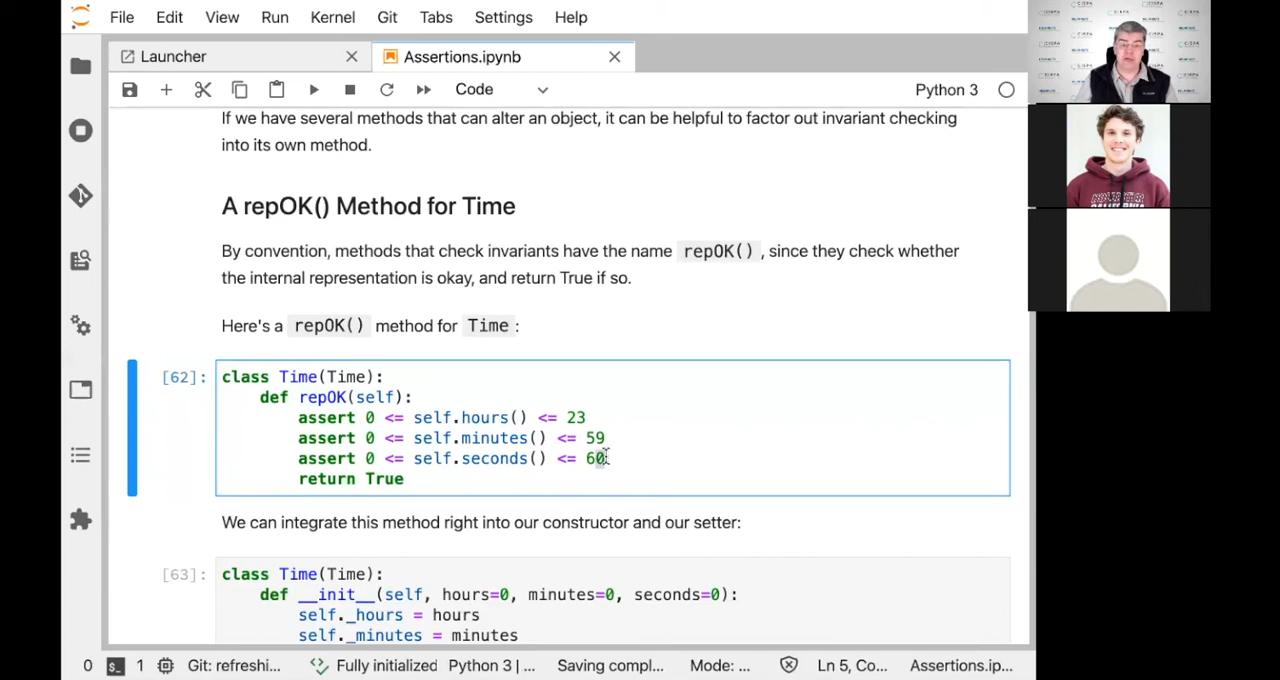 File Edit View Run Kernel Git Tabs Settings Help
Launcher
Assertions.ipynb
Code
Python 3
If we have several methods that can alter an object, it can be helpful to factor out invariant checking
into its own method.
A repOK() Method for Time
By convention, methods that check invariants have the name repOK() , since they check whether
the internal representation is okay, and return True if so.
Here's a repOK() method for Time :
[62]:
class Time(Time):
def repOK(self):
assert 0 <= self.hours() <= 23
assert 0 <= self.minutes() <= 59
assert 0 <= self.seconds() <= 60
return True
We can integrate this method right into our constructor and our setter:
[63]:
class Time(Time):
def __init__(self, hours=0, minutes=0, seconds=0):
self._hours = hours
self._minutes = minutes
0 1 Git: refreshi... Fully initialized Python 3 | ... Saving compl... Mode: ... Ln 5, Co... Assertions.ip...